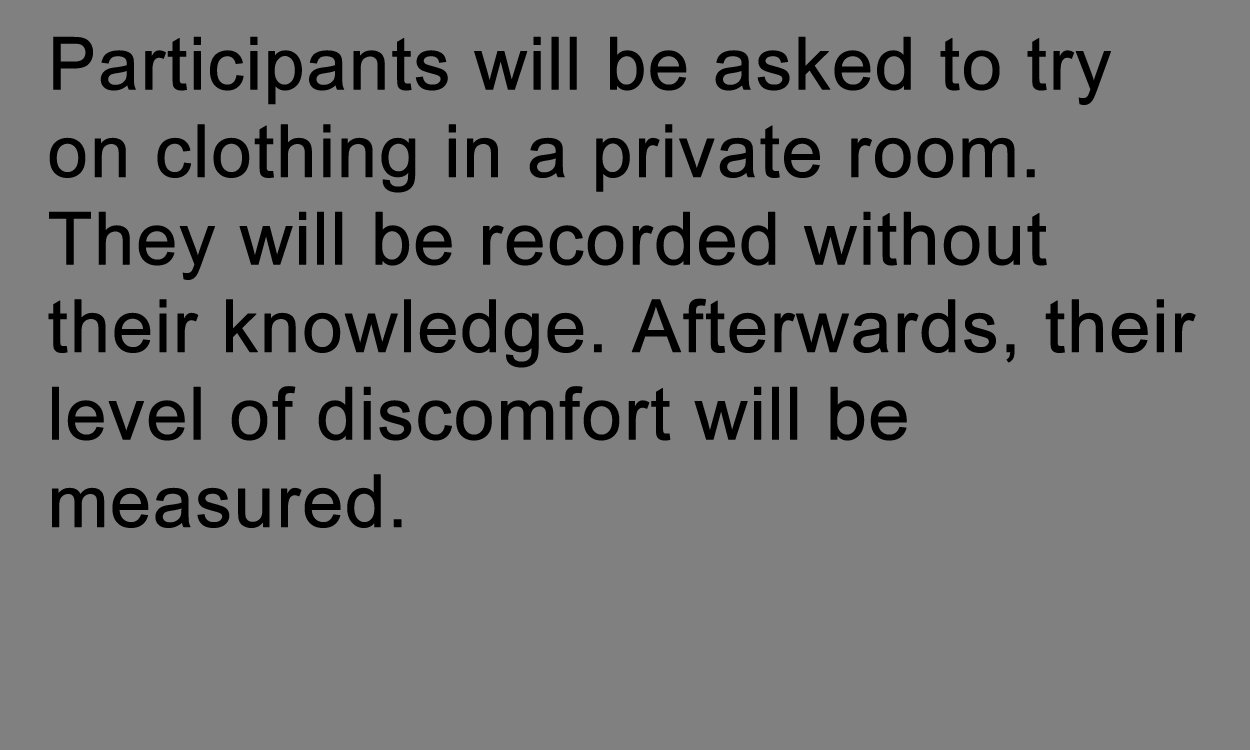 Participants will be asked to try
on clothing in a private room.
They will be recorded without
their knowledge. Afterwards, their
level of discomfort will be
measured.